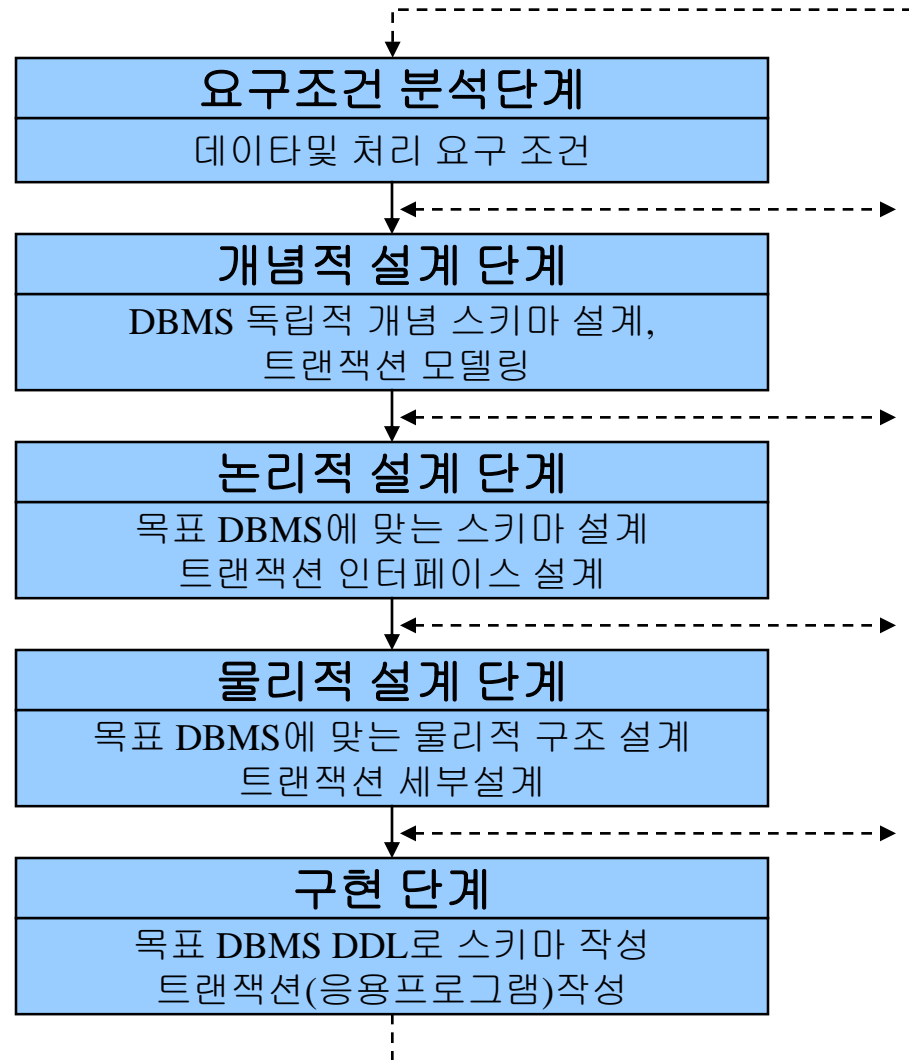 요구조건 분석단계
데이타및 처리 요구 조건
개념적 설계 단계
DBMS 독립적 개념 스키마 설계,
트랜잭션 모델링
논리적 설계 단계
목표 DBMS에 맞는 스키마 설계
트랜잭션 인터페이스 설계
물리적 설계 단계
목표 DBMS에 맞는 물리적 구조 설계
트랜잭션 세부설계
구현 단계
목표 DBMS DDL로 스키마 작성
트랜잭션(응용프로그램)작성